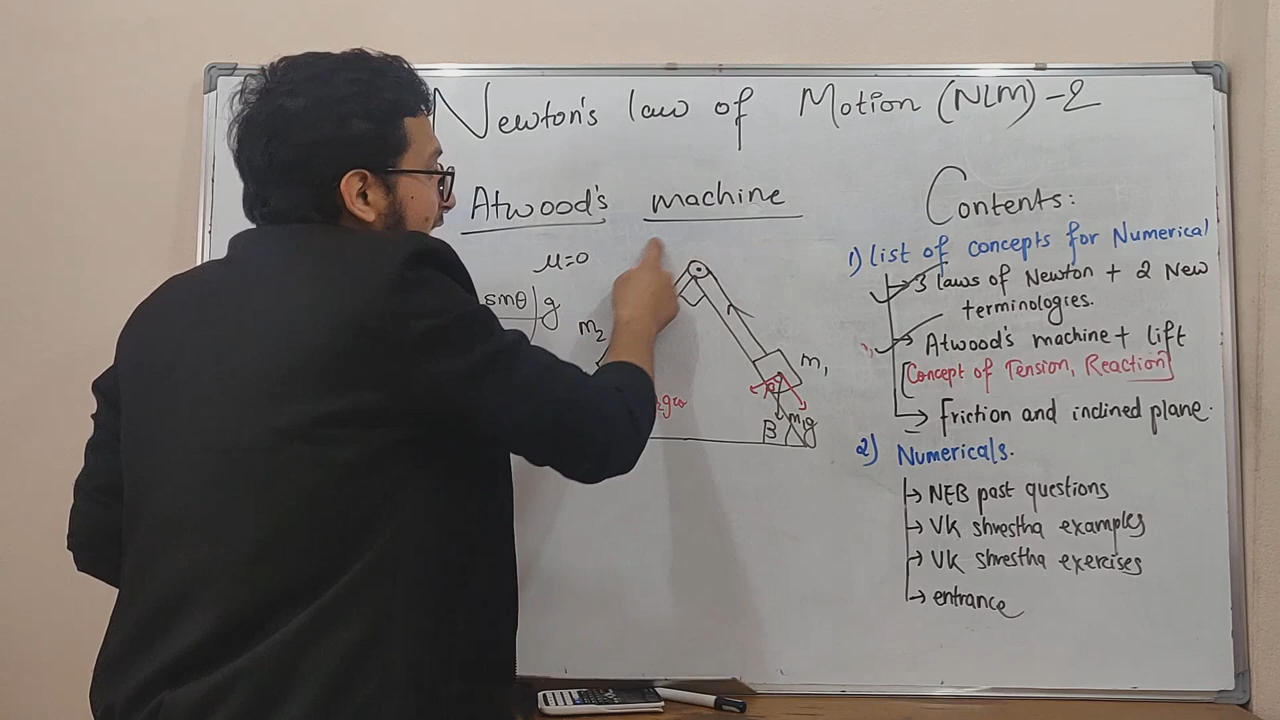 Newton's law of Motion (NLM)-2
Atwood's machine
μ=0
sinθ g
m₂
m₁
m₁g
B
Contents:
1) list of concepts for Numerical
3 laws of Newton + 2 New
terminologies.
Atwood's machine + lift
[Concept of Tension, Reaction]
Friction and inclined plane.
2) Numericals.
NEB past questions
VK shrestha examples
VK shrestha exercises
entrance